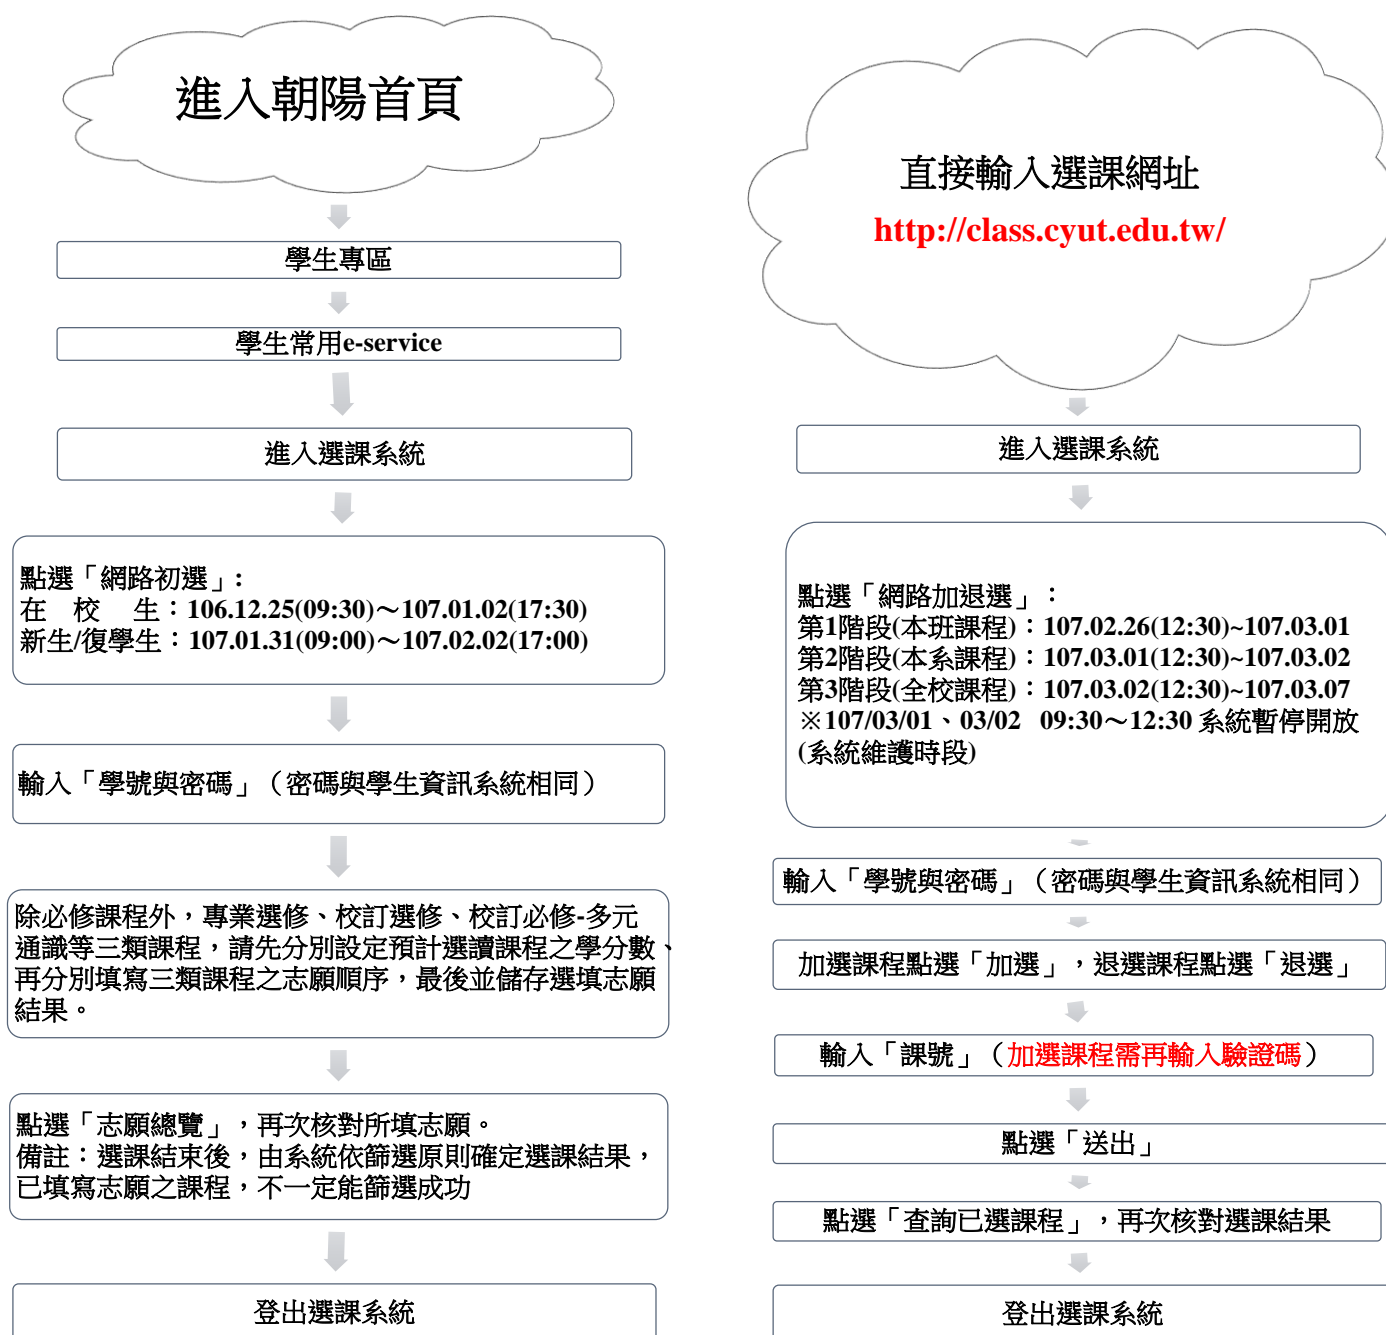 進入朝陽首頁
學生專區
學生常用e-service
進入選課系統
點選「網路初選」:
在 校 生：106.12.25(09:30)～107.01.02(17:30)
新生/復學生：107.01.31(09:00)～107.02.02(17:00)
輸入「學號與密碼」（密碼與學生資訊系統相同）
除必修課程外，專業選修、校訂選修、校訂必修-多元
通識等三類課程，請先分別設定預計選讀課程之學分數、
再分別填寫三類課程之志願順序，最後並儲存選填志願
結果。
點選「志願總覽」，再次核對所填志願。
備註：選課結束後，由系統依篩選原則確定選課結果，
已填寫志願之課程，不一定能篩選成功
登出選課系統
直接輸入選課網址
http://class.cyut.edu.tw/
進入選課系統
點選「網路加退選」：
第1階段(本班課程)：107.02.26(12:30)~107.03.01
第2階段(本系課程)：107.03.01(12:30)~107.03.02
第3階段(全校課程)：107.03.02(12:30)~107.03.07
※107/03/01、03/02 09:30～12:30 系統暫停開放
(系統維護時段)
輸入「學號與密碼」（密碼與學生資訊系統相同）
加選課程點選「加選」，退選課程點選「退選」
輸入「課號」（加選課程需再輸入驗證碼）
點選「送出」
點選「查詢已選課程」，再次核對選課結果
登出選課系統